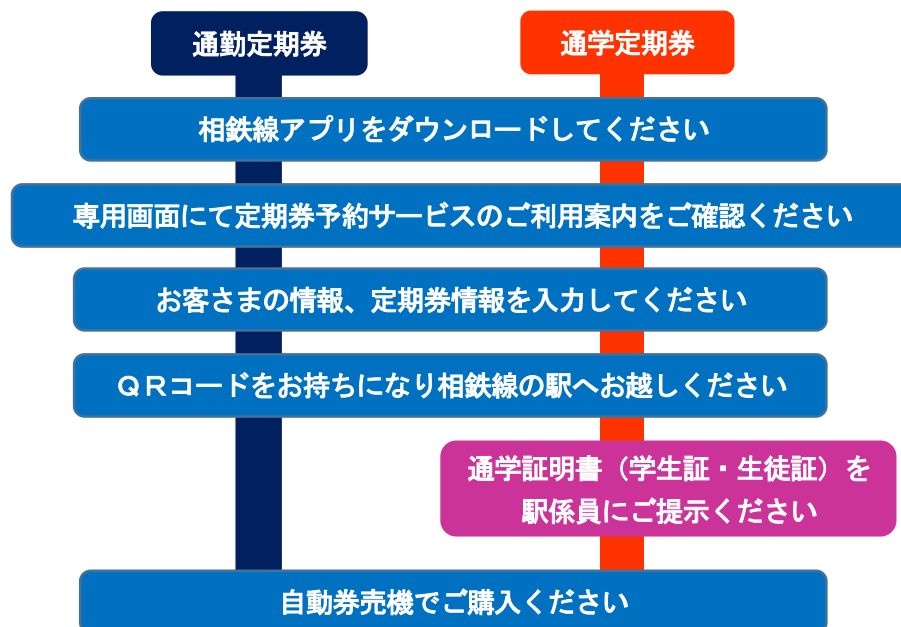 通勤定期券
通学定期券
相鉄線アプリをダウンロードしてください
専用画面にて定期券予約サービスのご利用案内をご確認ください
お客さまの情報、定期券情報を入力してください
ＱＲコードをお持ちになり相鉄線の駅へお越しください
通学証明書（学生証・生徒証）を
駅係員にご提示ください
自動券売機でご購入ください